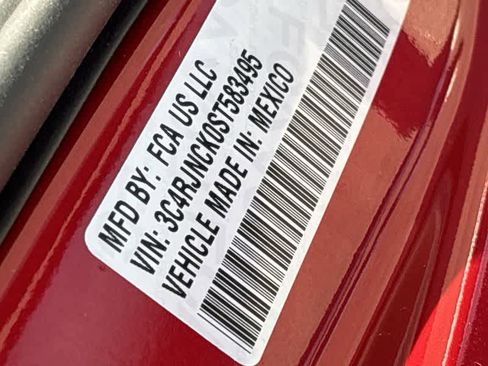 MFD BY: FCA US LLC
VIN: 3C4RJNCK0ST583495
VEHICLE MADE IN: MEXICO